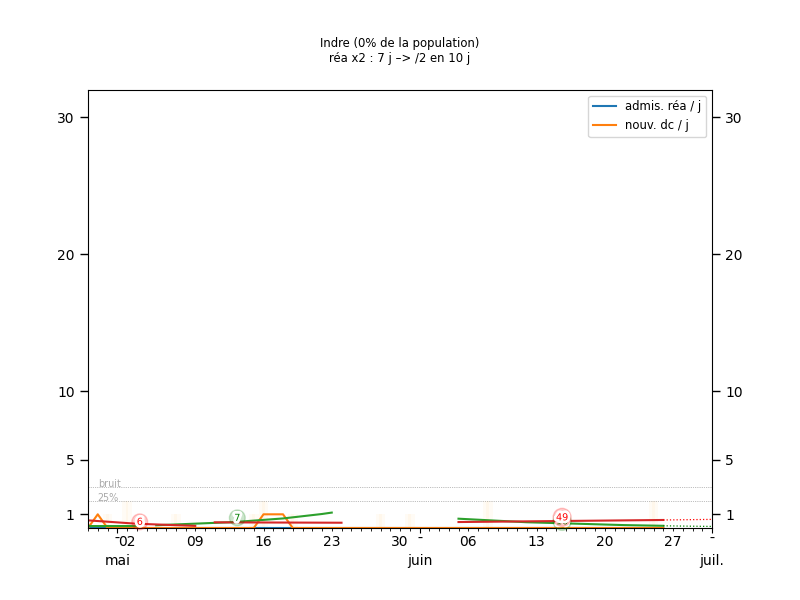 Indre (0% de la population)
réa x2 : 7 j –> /2 en 10 j
admis. réa / j
nouv. dc / j
30
30
20
20
10
10
5
5
bruit
25%
1
1
6
7
49
02
09
16
23
30
06
13
20
27
mai
juin
juil.